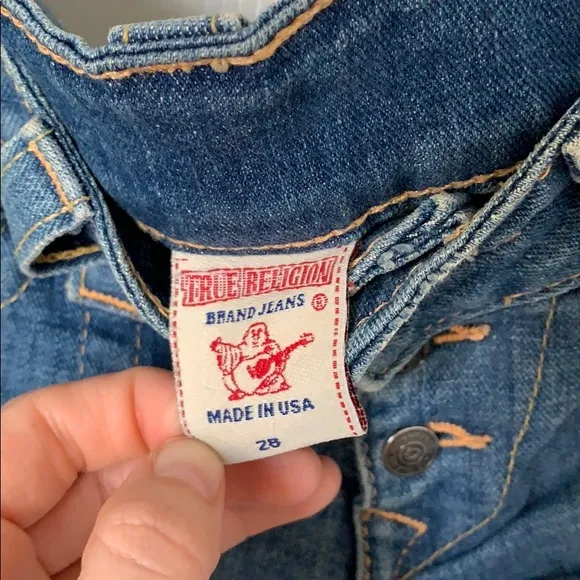 TRUE RELIGION
BRAND JEANS ®
MADE IN USA
28